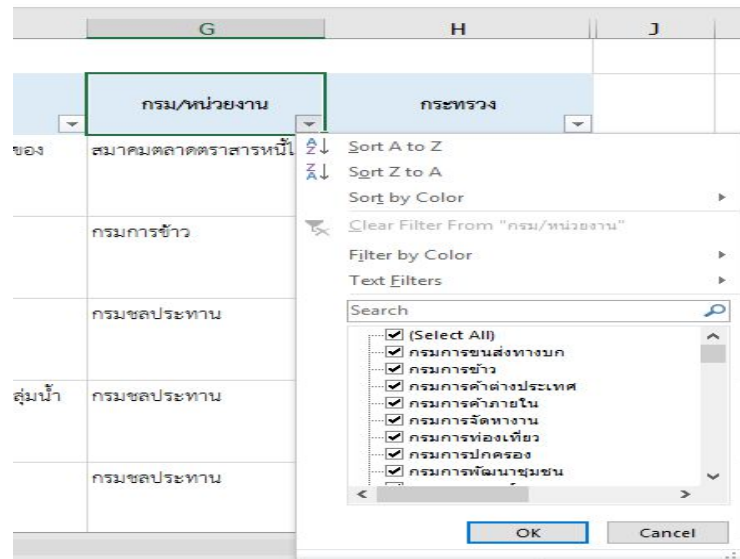 G H J
กรม/หน่วยงาน กระทรวง
ของ สมาคมตลาดตราสารหนี้ไ
Sort A to Z
Sort Z to A
Sort by Color
กรมการข้าว
Clear Filter From "กรม/หน่วยงาน"
Filter by Color
Text Filters
กรมชลประทาน
Search
(Select All)
กรมการขนส่งทางบก
กรมการข้าว
กรมการค้าต่างประเทศ
ลุ่มน้ำ กรมชลประทาน
กรมการค้าภายใน
กรมการจัดหางาน
กรมการท่องเที่ยว
กรมการปกครอง
กรมการพัฒนาชุมชน
กรมชลประทาน
OK Cancel